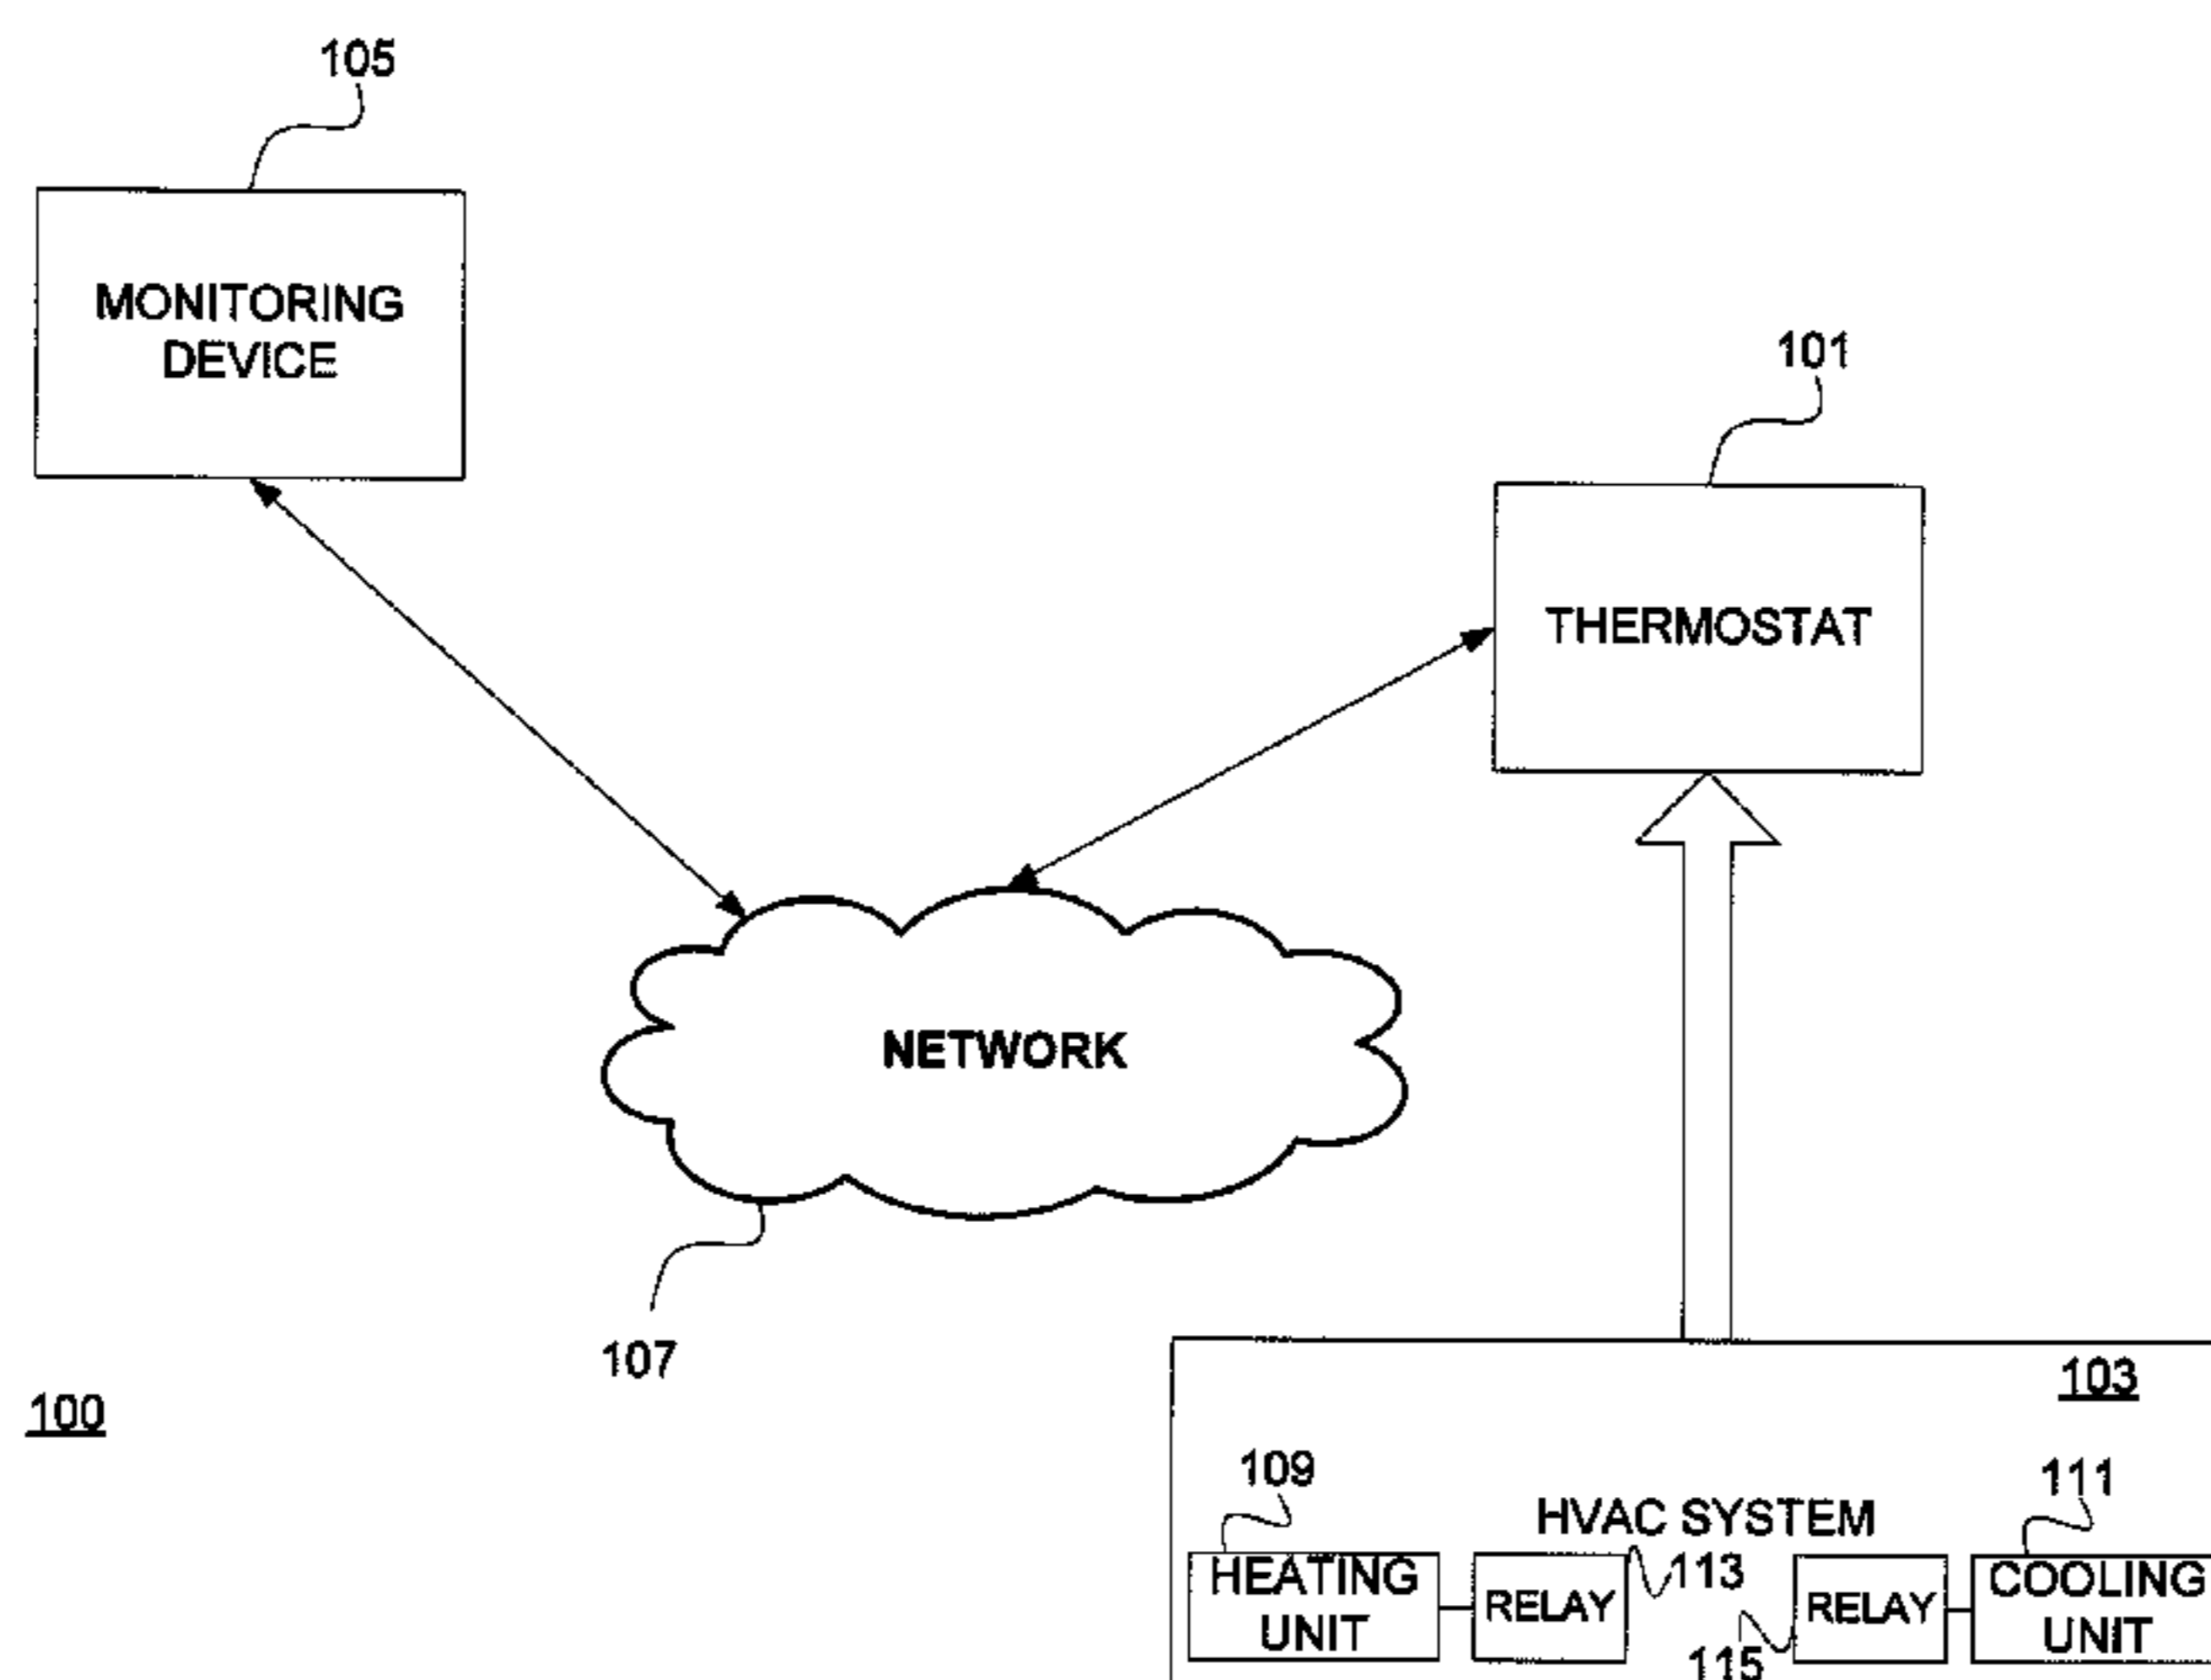 105
MONITORING
DEVICE
101
THERMOSTAT
NETWORK
107
100
103
109
111
HVAC SYSTEM
113
HEATING
UNIT
RELAY
RELAY
COOLING
UNIT
115